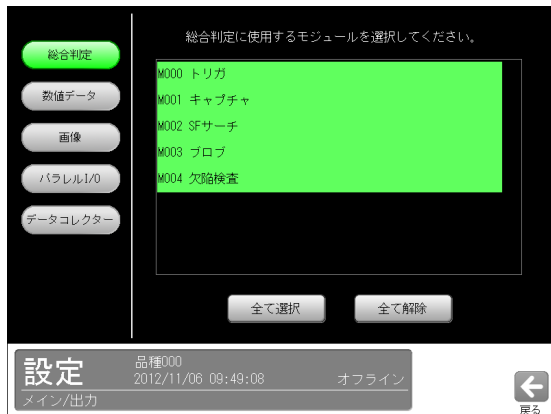 総合判定に使用するモジュールを選択してください。
総合判定
数値データ
画像
パラレルI/O
データコレクター
M000 トリガ
M001 キャプチャ
M002 SFサーチ
M003 ブロブ
M004 欠陥検査
全て選択
全て解除
設定
メイン/出力
品種000
2012/11/06 09:49:08
オフライン
戻る